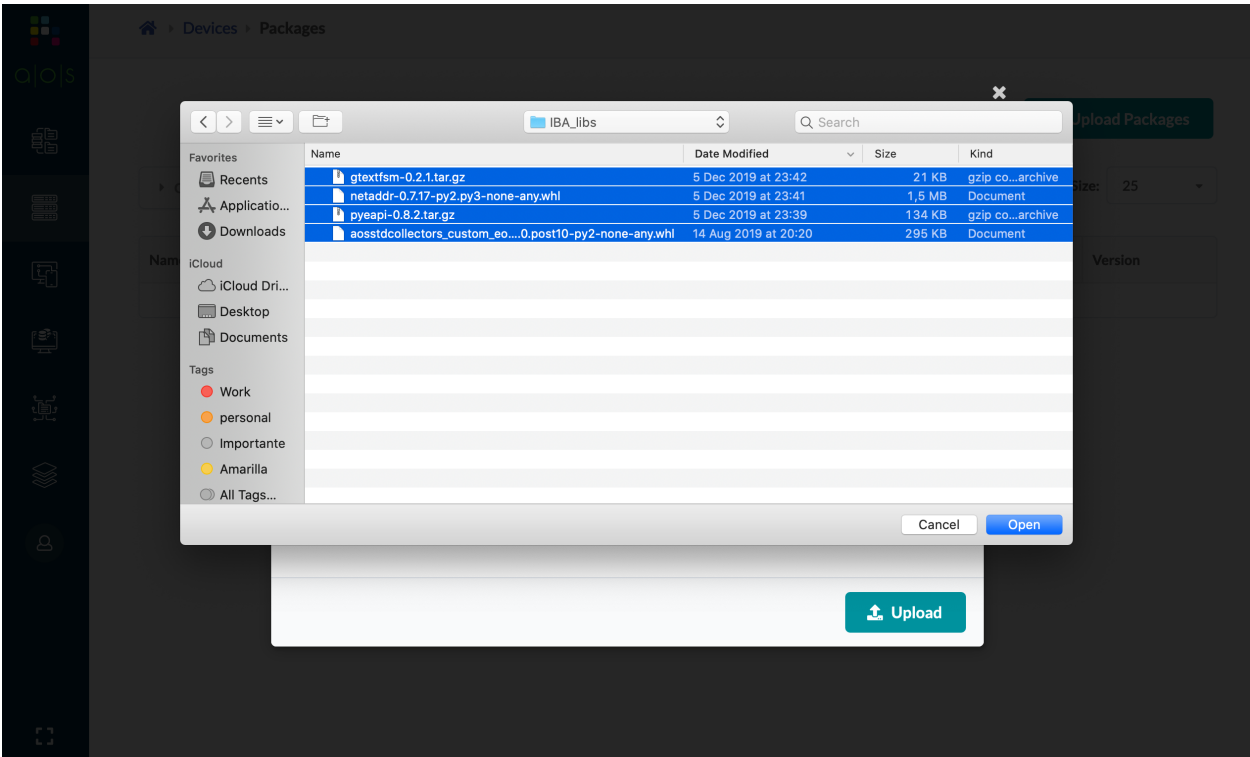 Devices Packages
a|o|s
Upload Packages
IBA_libs
Search
Favorites
Name Date Modified Size Kind
Recents
gtextfsm-0.2.1.tar.gz 5 Dec 2019 at 23:42 21 KB gzip co...archive
Size: 25
netaddr-0.7.17-py2.py3-none-any.whl 5 Dec 2019 at 23:41 1,5 MB Document
Applicatio...
pyeapi-0.8.2.tar.gz 5 Dec 2019 at 23:39 134 KB gzip co...archive
Downloads
aosstdcollectors_custom_eo....0.post10-py2-none-any.whl 14 Aug 2019 at 20:20 295 KB Document
Name
Version
iCloud
iCloud Dri...
Desktop
Documents
Tags
Work
personal
Importante
Amarilla
All Tags...
Cancel Open
Upload